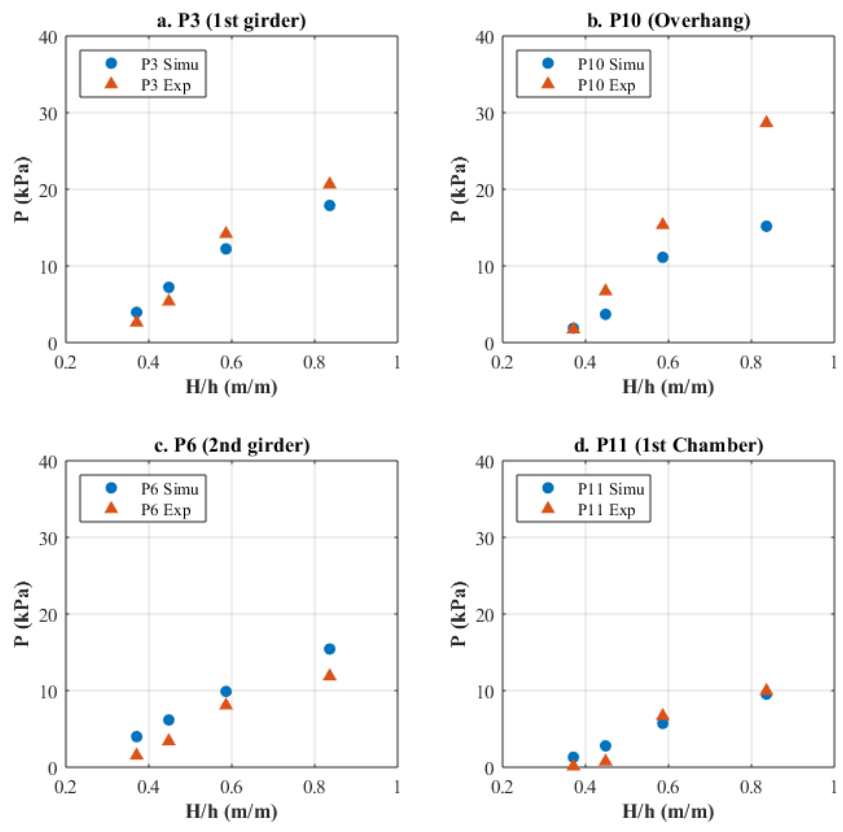 a. P3 (1st girder)
40
30
20
10
0
P (kPa)
P3 Simu
P3 Exp
0.2
0.4
0.6
0.8
1
H/h (m/m)
b. P10 (Overhang)
40
30
20
10
0
P (kPa)
P10 Simu
P10 Exp
0.2
0.4
0.6
0.8
1
H/h (m/m)
c. P6 (2nd girder)
40
30
20
10
0
P (kPa)
P6 Simu
P6 Exp
0.2
0.4
0.6
0.8
1
H/h (m/m)
d. P11 (1st Chamber)
40
30
20
10
0
P (kPa)
P11 Simu
P11 Exp
0.2
0.4
0.6
0.8
1
H/h (m/m)